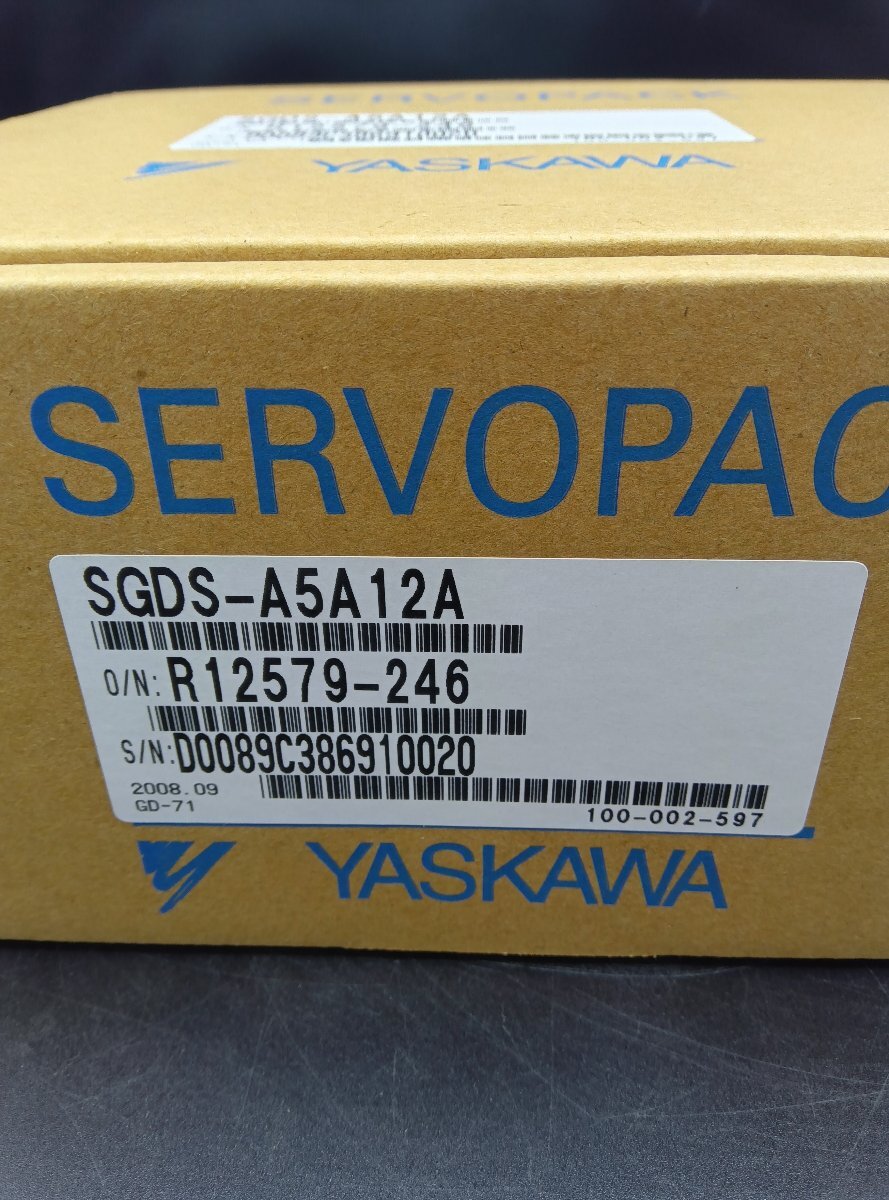 SERVOPACK
YASKAWA
SERVOPAC
SGDS-A5A12A
O/N: R12579-246
S/N: D0089C386910020
2008.09
GD-71
100-002-597
YASKAWA